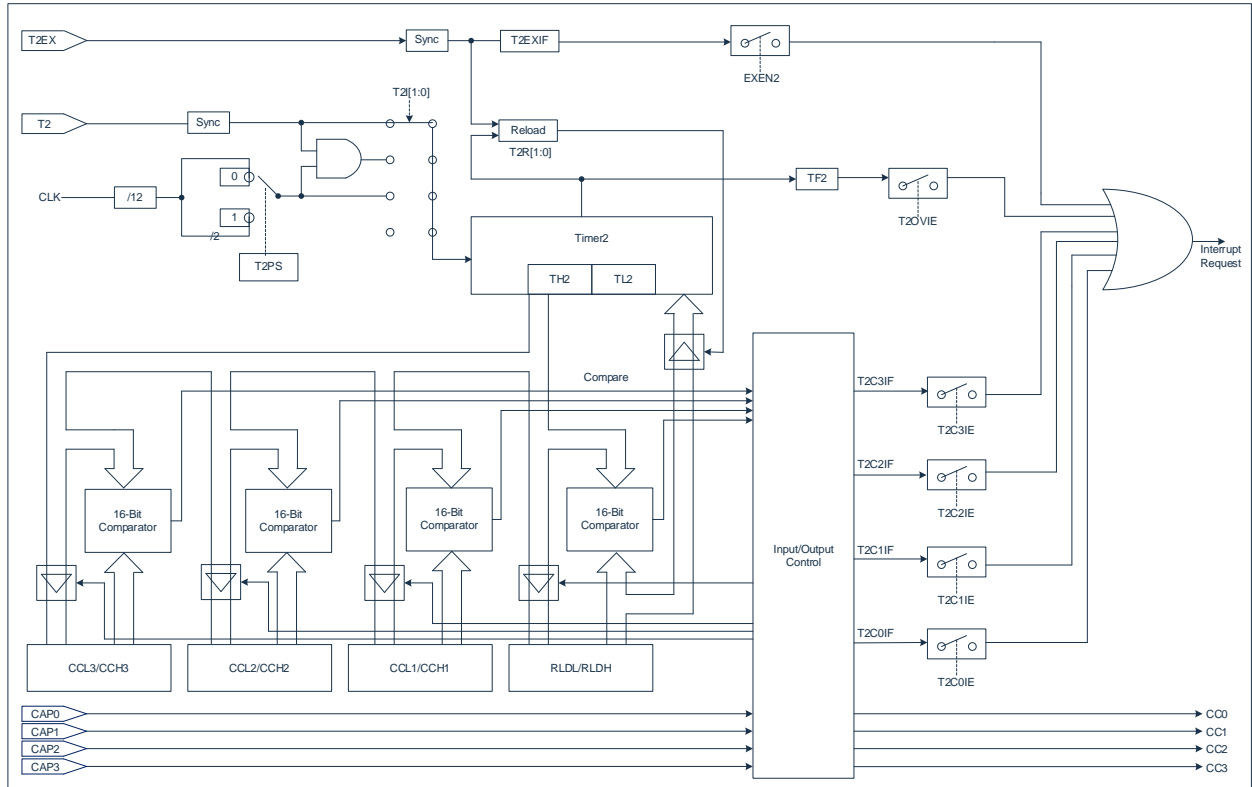 T2EX
Sync
T2EXIF
EXEN2
T2I[1:0]
T2
Sync
Reload
T2R[1:0]
CLK
/12
0
1
/2
T2PS
TF2
T2OVIE
Timer2
TH2
TL2
Interrupt
Request
Compare
16-Bit
Comparator
16-Bit
Comparator
16-Bit
Comparator
16-Bit
Comparator
Input/Output
Control
T2C3IF
T2C3IE
T2C2IF
T2C2IE
T2C1IF
T2C1IE
T2C0IF
T2C0IE
CCL3/CCH3
CCL2/CCH2
CCL1/CCH1
RLDL/RLDH
CAP0
CAP1
CAP2
CAP3
CC0
CC1
CC2
CC3